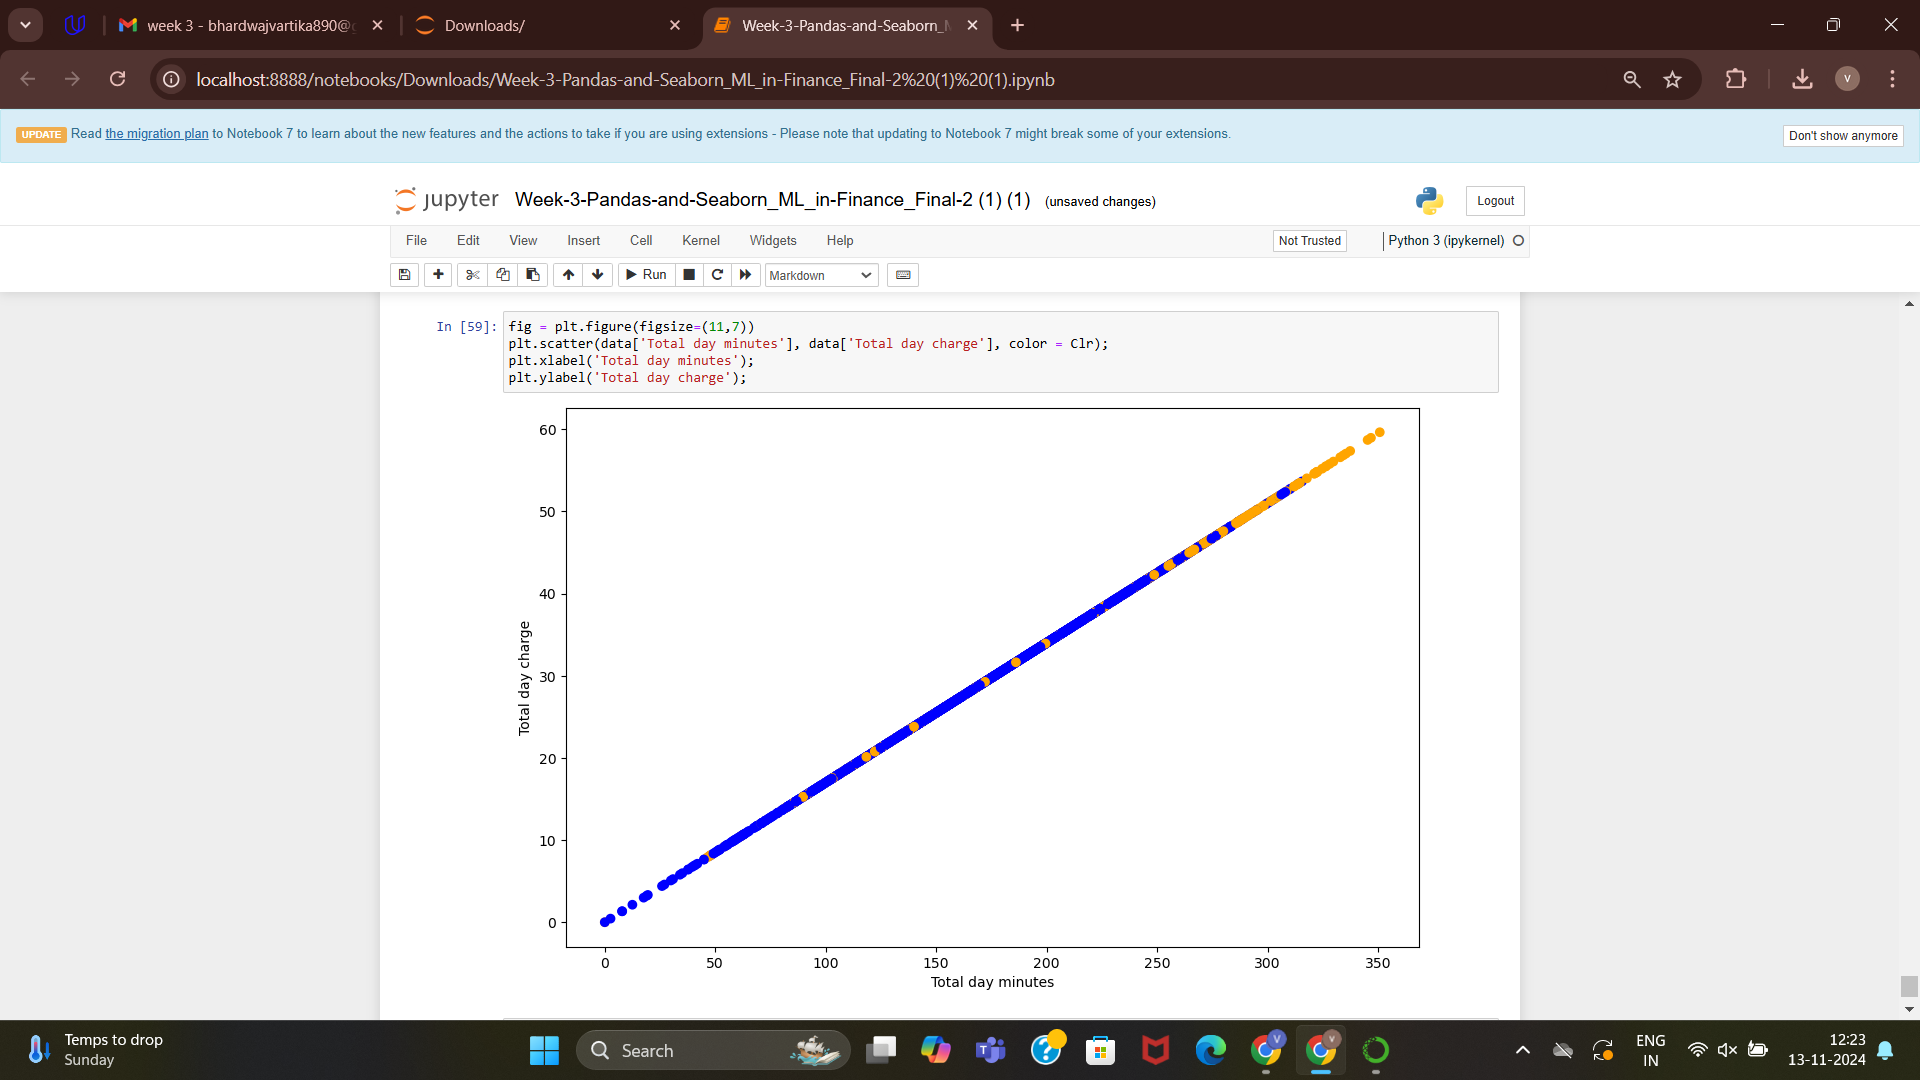 week 3 - bhardwajvartika890@g
Downloads/
Week-3-Pandas-and-Seaborn_M
localhost:8888/notebooks/Downloads/Week-3-Pandas-and-Seaborn_ML_in-Finance_Final-2%20(1)%20(1).ipynb
V
UPDATE Read the migration plan to Notebook 7 to learn about the new features and the actions to take if you are using extensions - Please note that updating to Notebook 7 might break some of your extensions.
Don't show anymore
jupyter Week-3-Pandas-and-Seaborn_ML_in-Finance_Final-2 (1) (1) (unsaved changes)
Logout
File Edit View Insert Cell Kernel Widgets Help
Not Trusted Python 3 (ipykernel)
Run Markdown
In [59]: fig = plt.figure(figsize=(11,7))
plt.scatter(data['Total day minutes'], data['Total day charge'], color = Clr);
plt.xlabel('Total day minutes');
plt.ylabel('Total day charge');
60
50
40
30
20
10
0
Total day charge
0 50 100 150 200 250 300 350
Total day minutes
Temps to drop
Sunday
Search
ENG
IN
12:23
13-11-2024